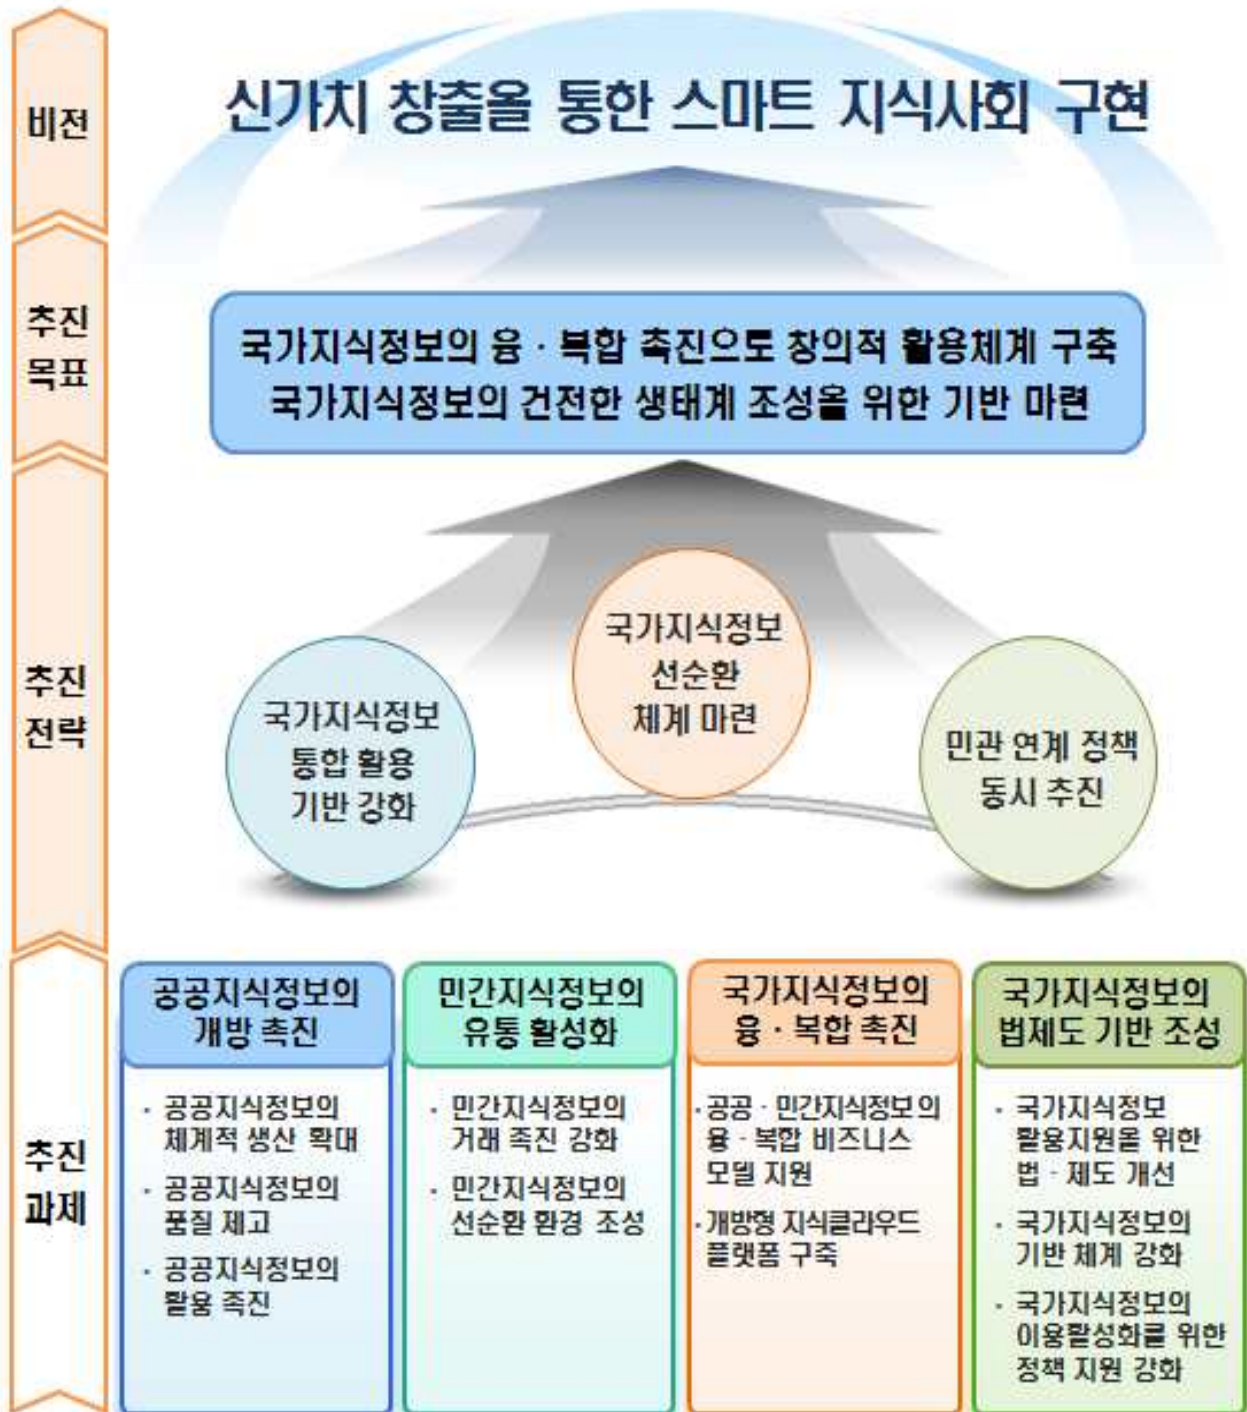 비전
신가치 창출을 통한 스마트 지식사회 구현
추진
목표
국가지식정보의 융 · 복합 촉진으로 창의적 활용체계 구축
국가지식정보의 건전한 생태계 조성을 위한 기반 마련
추진
전략
국가지식정보
통합 활용
기반 강화
국가지식정보
선순환
체계 마련
민관 연계 정책
동시 추진
추진
과제
공공지식정보의
개방 촉진
· 공공지식정보의
체계적 생산 확대
· 공공지식정보의
품질 제고
· 공공지식정보의
활용 촉진
민간지식정보의
유통 활성화
· 민간지식정보의
거래 촉진 강화
· 민간지식정보의
선순환 환경 조성
국가지식정보의
융 · 복합 촉진
· 공공 · 민간지식정보의
융 · 복합 비즈니스
모델 지원
· 개방형 지식클라우드
플랫폼 구축
국가지식정보의
법제도 기반 조성
· 국가지식정보
활용지원을 위한
법 · 제도 개선
· 국가지식정보의
기반 체계 강화
· 국가지식정보의
이용활성화를 위한
정책 지원 강화